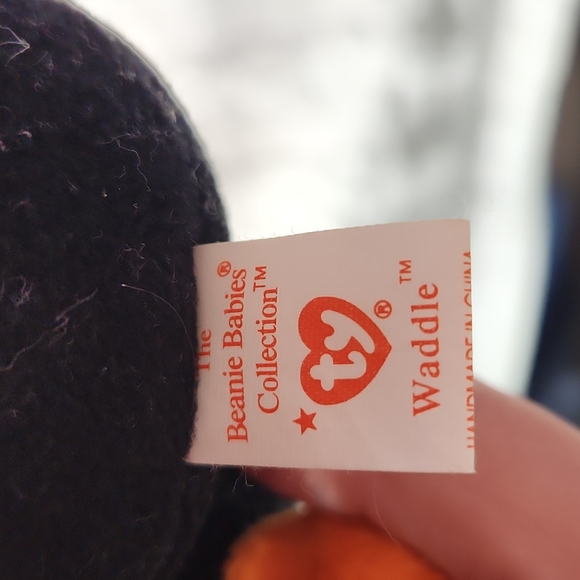 The
Beanie Babies®
Collection™
ty®
Waddle™
HANDMADE IN CHINA